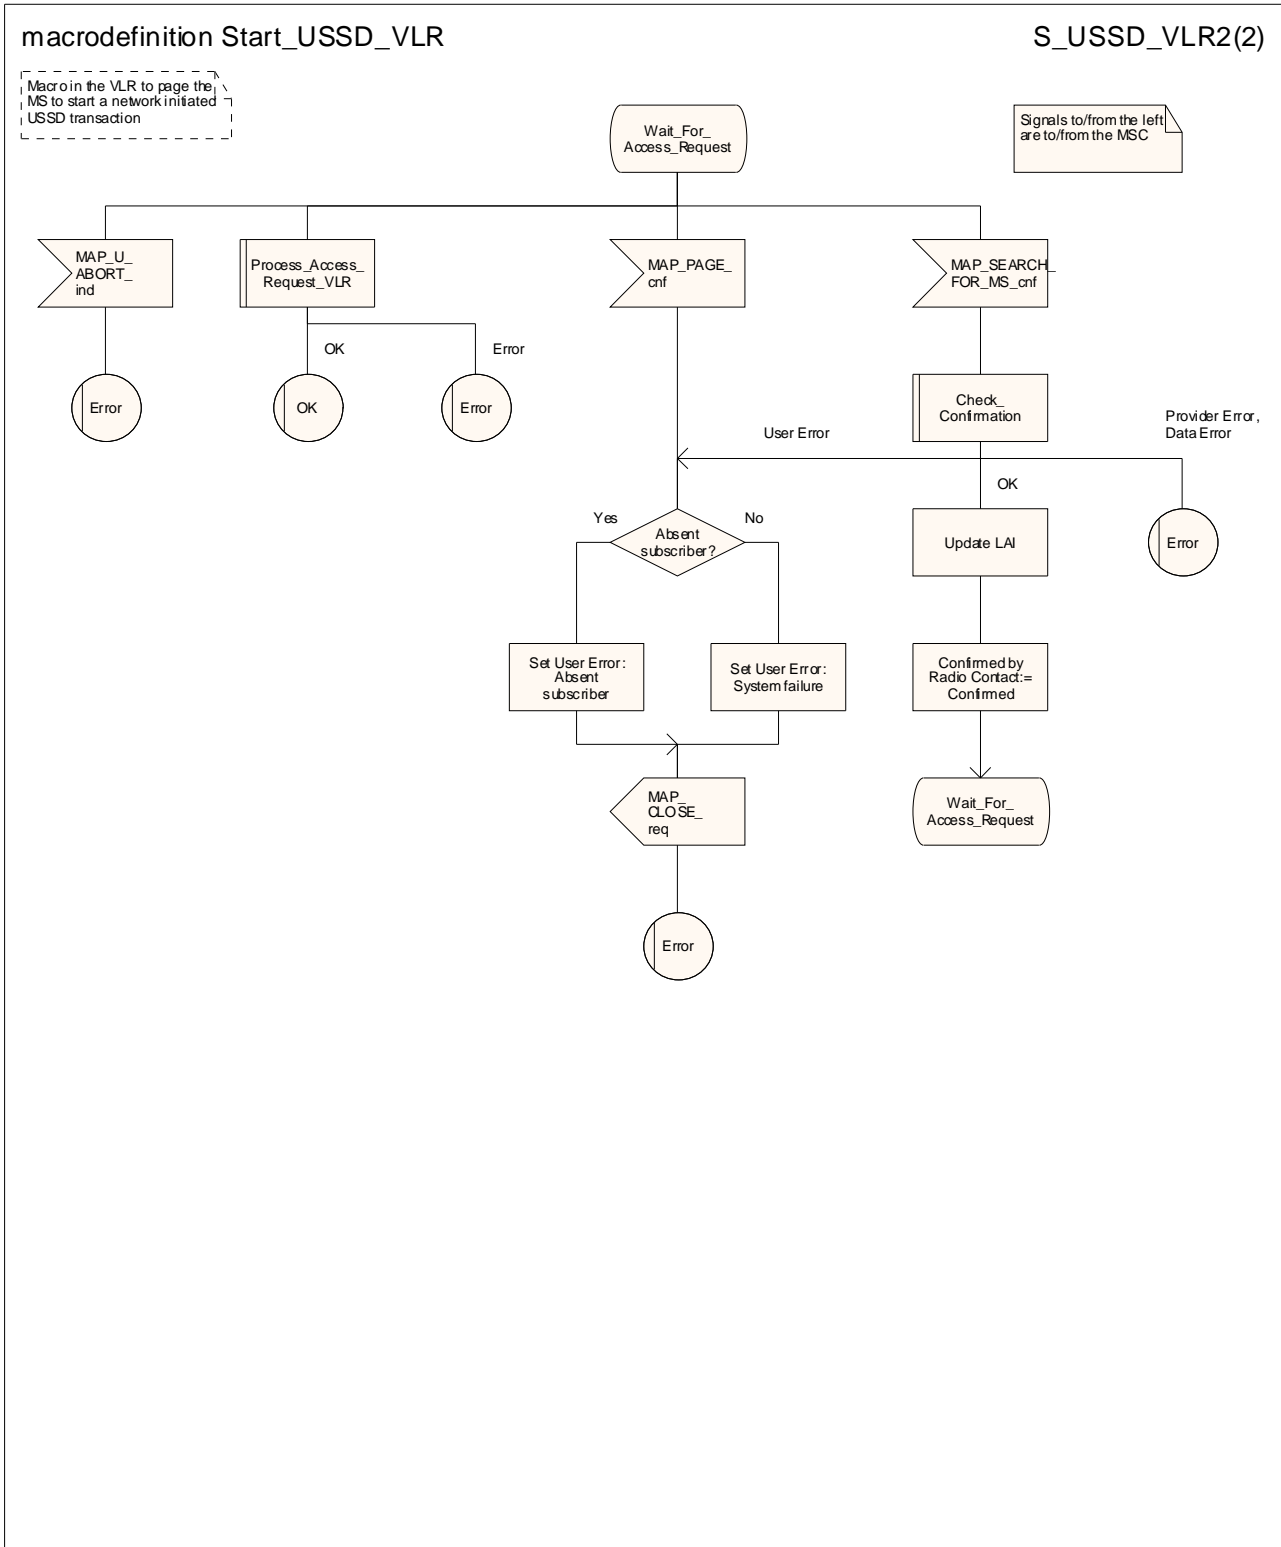 macrodefinition Start_USSD_VLR
S_USSD_VLR2(2)
Macro in the VLR to page the
MS to start a network initiated
USSD transaction
Wait_For_
Access_Request
Signals to/from the left
are to/from the MSC
MAP_U_
ABORT_
ind
Process_Access_
Request_VLR
MAP_PAGE_
cnf
MAP_SEARCH_
FOR_MS_cnf
OK
Error
Error
OK
Error
Check_
Confirmation
User Error
Provider Error,
Data Error
OK
Yes
No
Absent
subscriber?
Update LAI
Error
Set User Error:
Absent
subscriber
Set User Error:
System failure
Confirmed by
Radio Contact:=
Confirmed
MAP_
CLOSE_
req
Wait_For_
Access_Request
Error